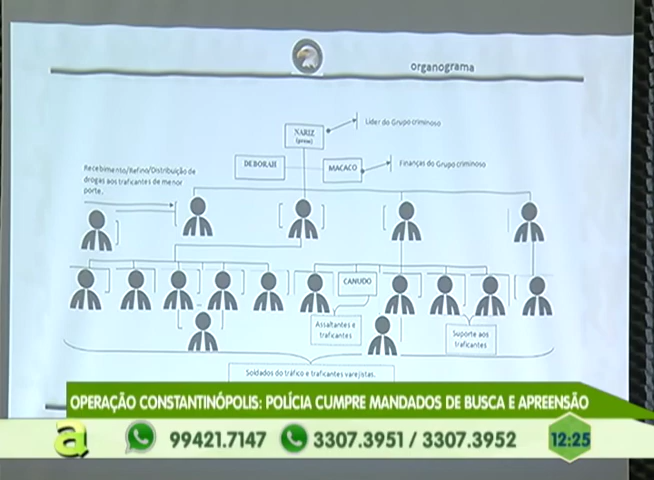 organograma
NARIZ
(preso)
Líder do Grupo criminoso
DEBORAH
MACACO
Finanças do Grupo criminoso
Recebimento/Refino/Distribuição de
drogas aos traficantes de menor
porte.
CANUDO
Assaltantes e
traficantes
Suporte aos
traficantes
Soldados do tráfico e traficantes varejistas.
OPERAÇÃO CONSTANTINÓPOLIS: POLÍCIA CUMPRE MANDADOS DE BUSCA E APREENSÃO
a 99421.7147 3307.3951 / 3307.3952 12:25